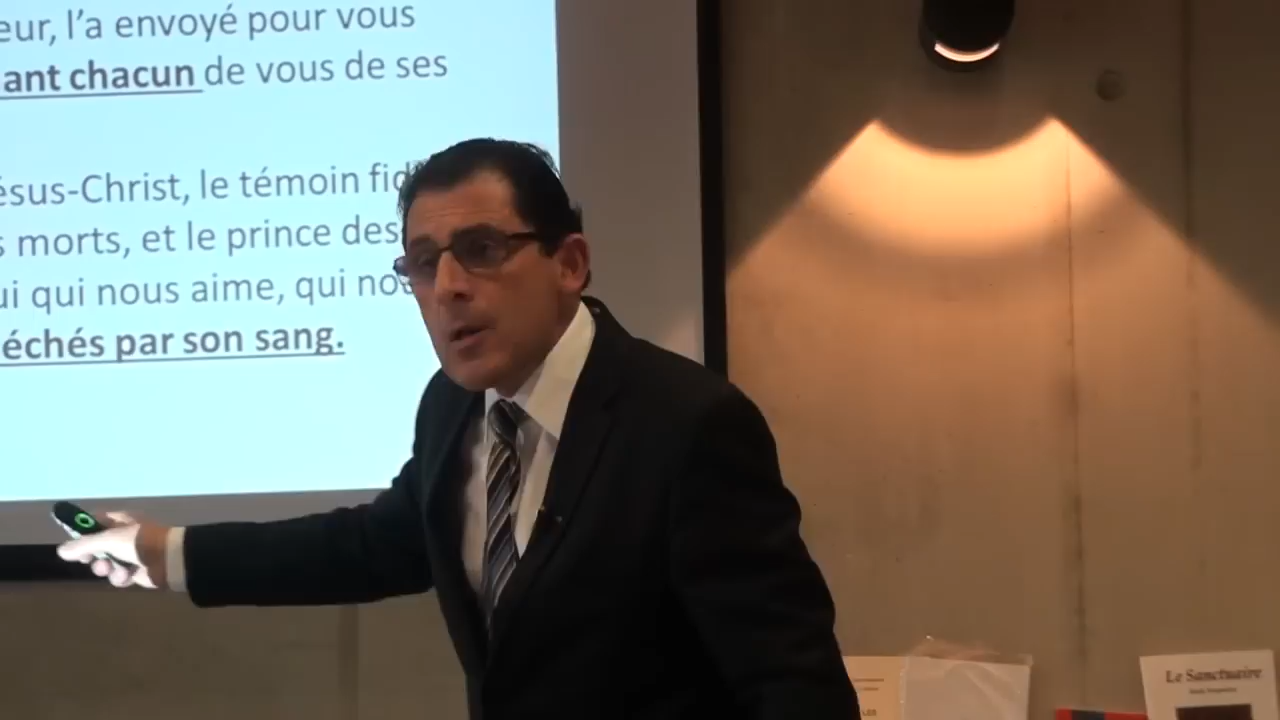 eur, l’a envoyé pour vous
ant chacun de vous de ses
ésus-Christ, le témoin fid
s morts, et le prince des
ui qui nous aime, qui no
échés par son sang.
Le Sanctuaire